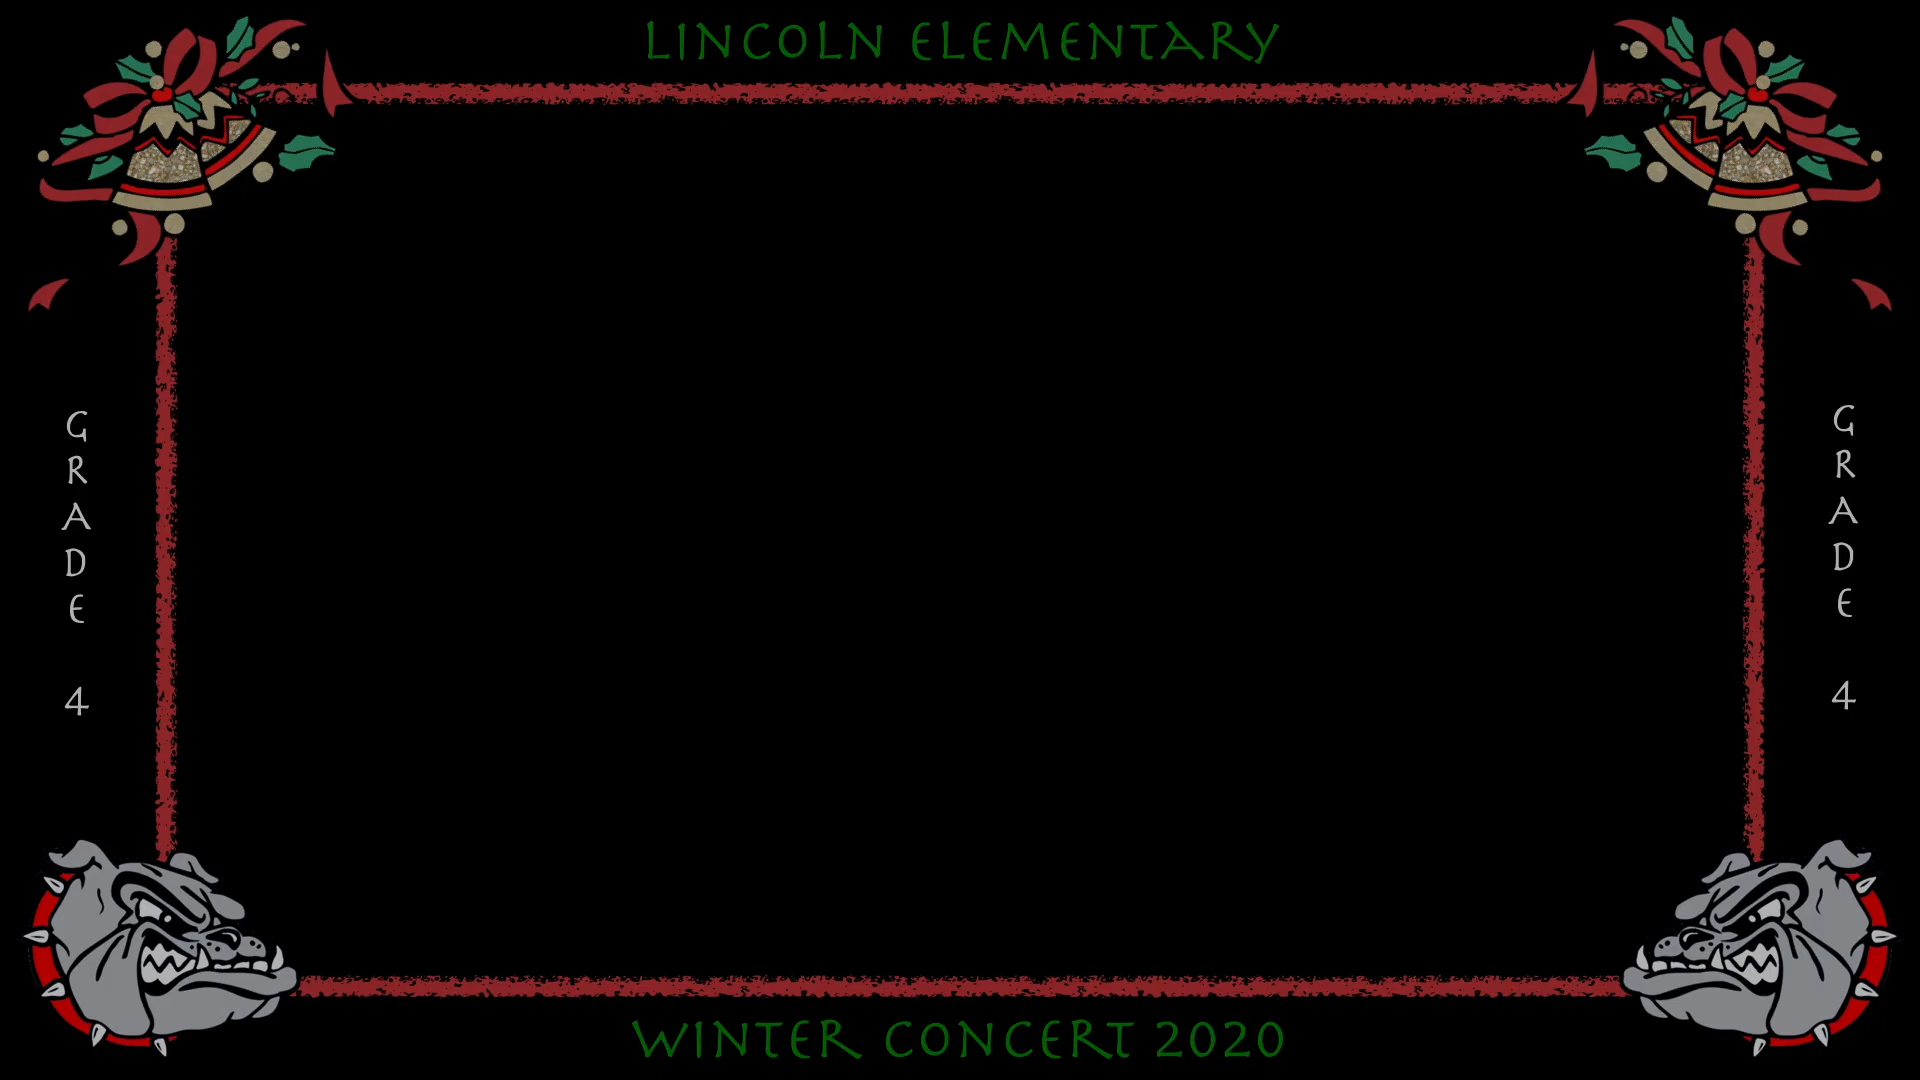 LINCOLN ELEMENTARY
GRADE 4
GRADE 4
WINTER CONCERT 2020